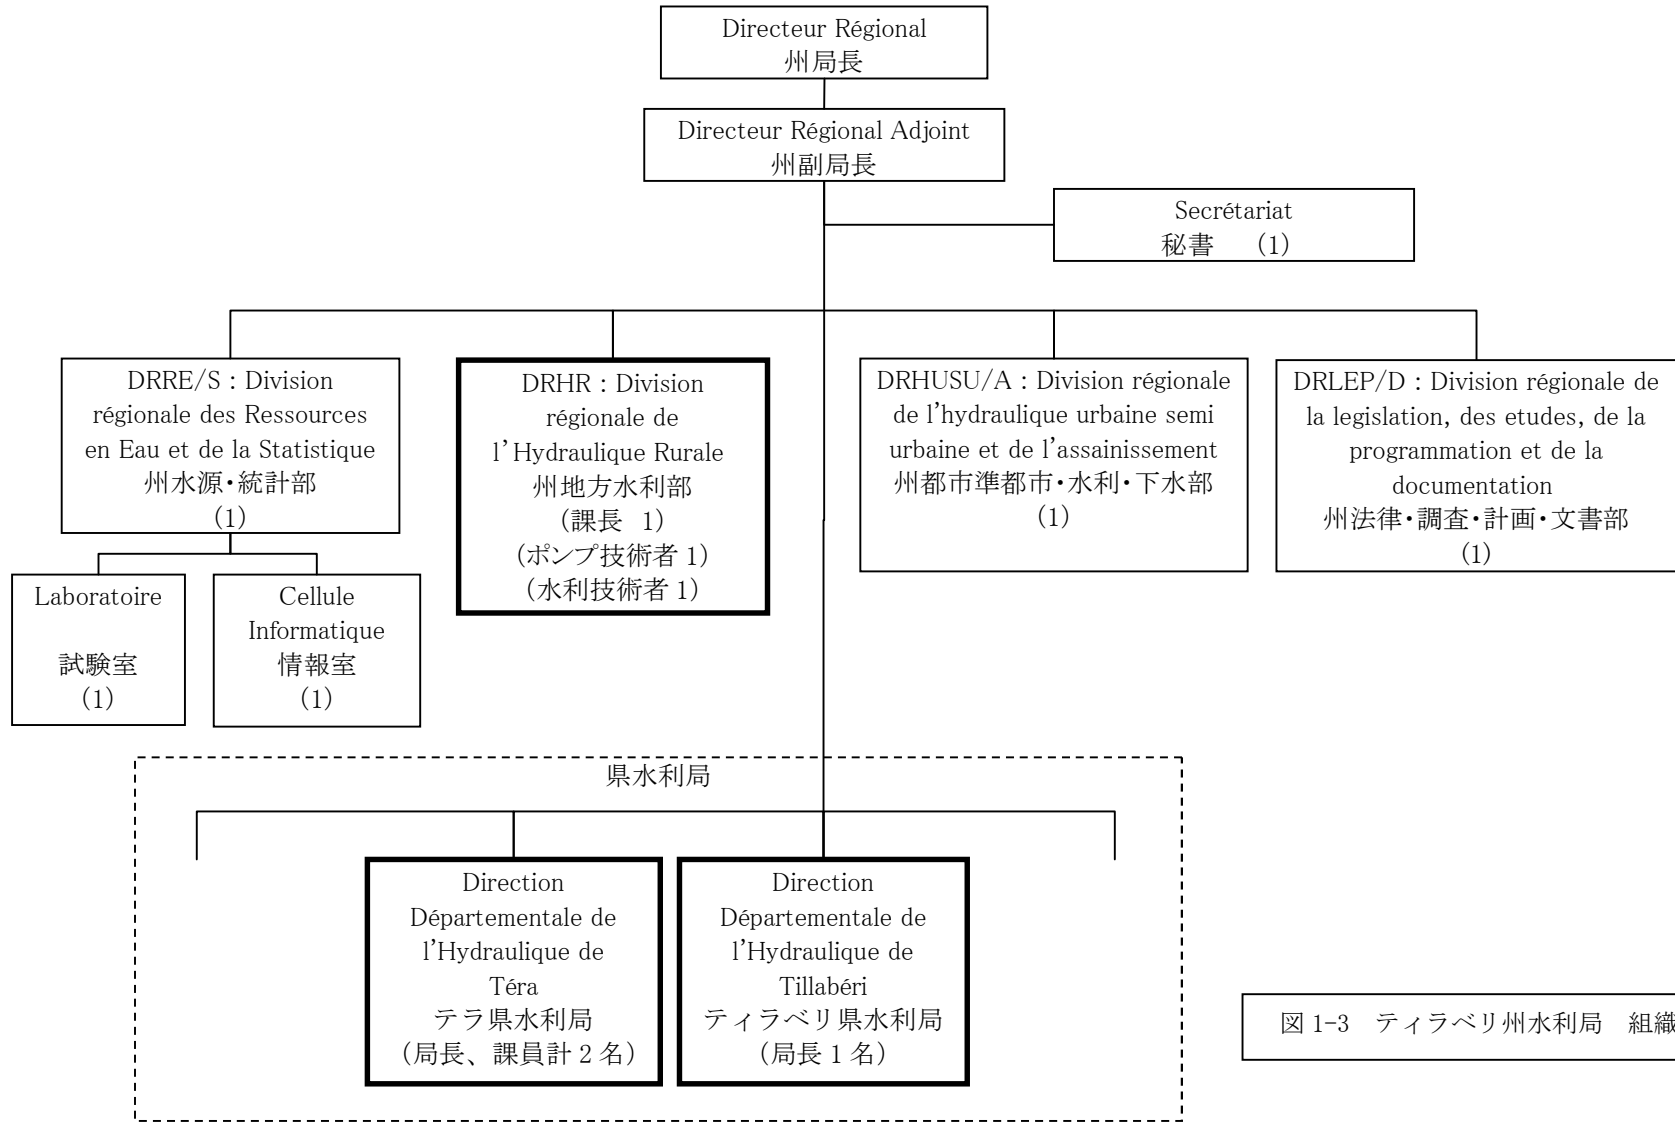 Directeur Régional
州局長
Directeur Régional Adjoint
州副局長
Secrétariat
秘書　(1)
DRRE/S : Division
régionale des Ressources
en Eau et de la Statistique
州水源・統計部
(1)
DRHR : Division
régionale de
l'Hydraulique Rurale
州地方水利部
(課長 1)
(ポンプ技術者 1)
(水利技術者 1)
DRHUSU/A : Division régionale
de l'hydraulique urbaine semi
urbaine et de l'assainissement
州都市準都市・水利・下水部
(1)
DRLEP/D : Division régionale de
la legislation, des etudes, de la
programmation et de la
documentation
州法律・調査・計画・文書部
(1)
Laboratoire
試験室
(1)
Cellule
Informatique
情報室
(1)
県水利局
Direction
Départementale de
l'Hydraulique de
Téra
テラ県水利局
(局長、課員計 2 名)
Direction
Départementale de
l'Hydraulique de
Tillabéri
ティラベリ県水利局
(局長 1 名)
図 1-3　ティラベリ州水利局　組織